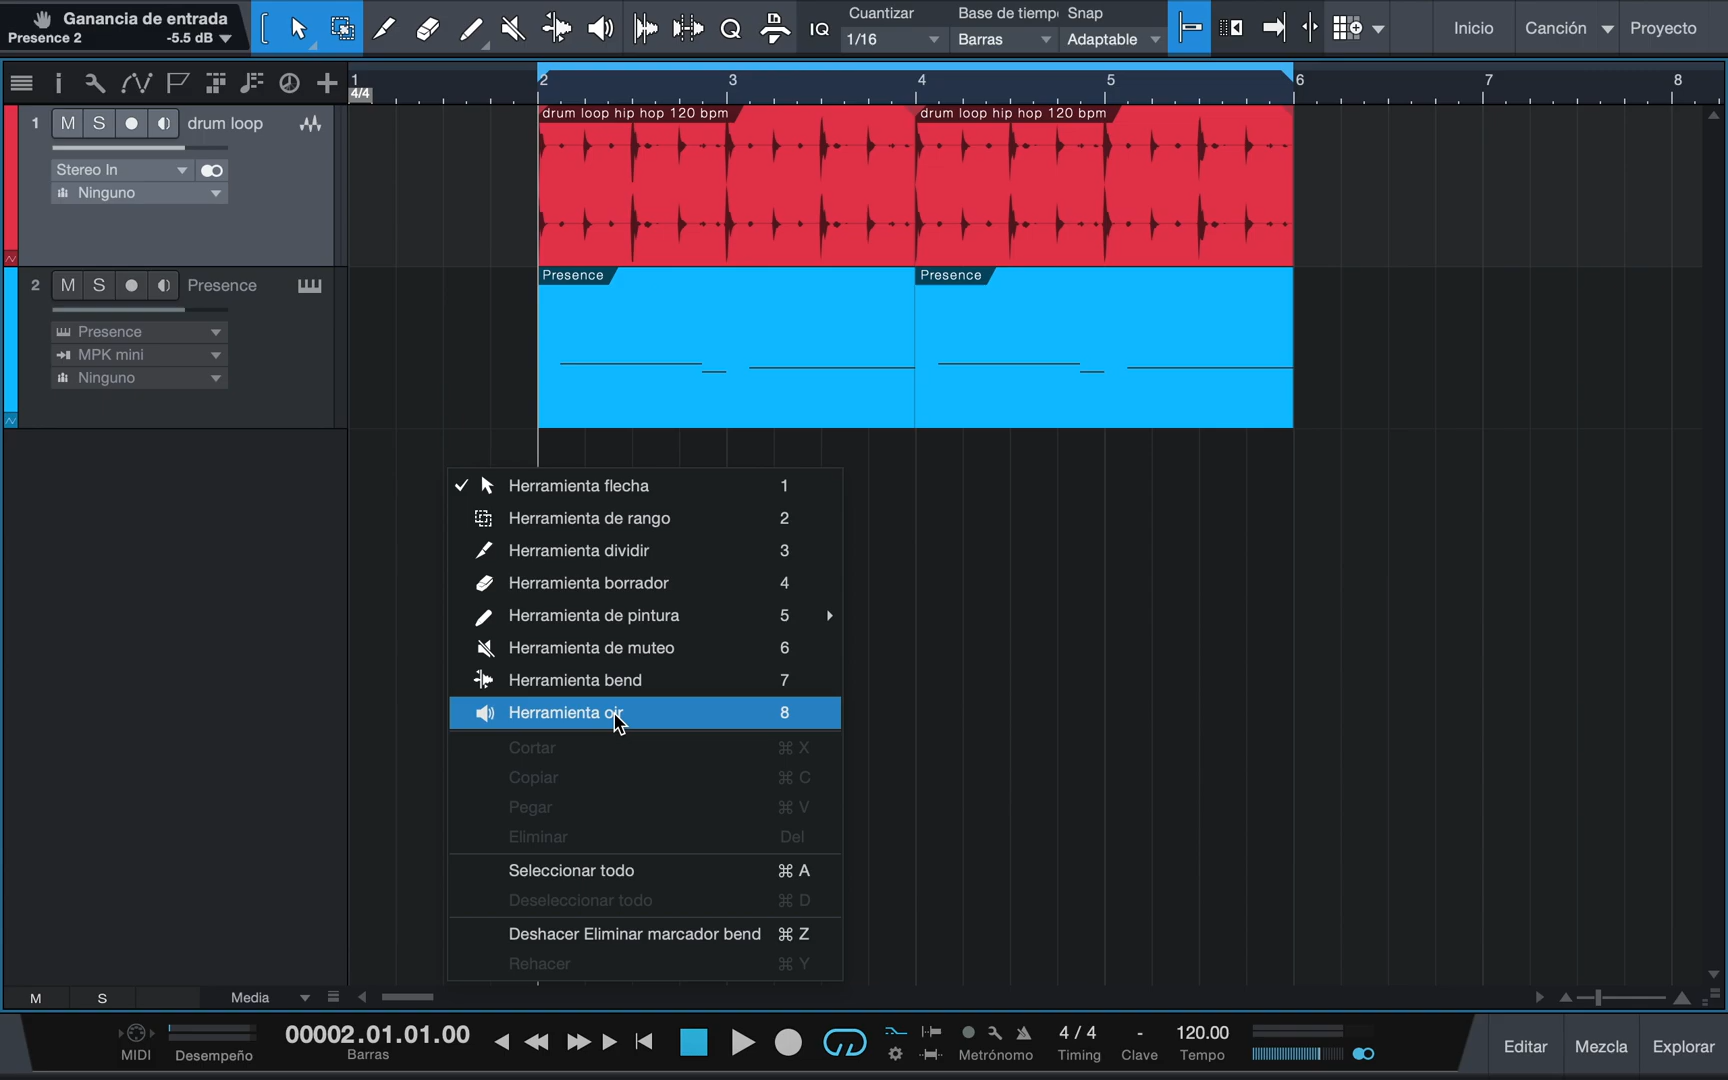 Ganancia de entrada
Presence 2 -5.5 dB
IQ
Cuantizar
1/16
Base de tiempo
Barras
Snap
Adaptable
Inicio Canción Proyecto
1 2 3 4 5 6 7 8
4/4
1 M S drum loop
Stereo In
Ninguno
drum loop hip hop 120 bpm drum loop hip hop 120 bpm
2 M S Presence
Presence
MPK mini
Ninguno
Presence Presence
Herramienta flecha 1
Herramienta de rango 2
Herramienta dividir 3
Herramienta borrador 4
Herramienta de pintura 5
Herramienta de muteo 6
Herramienta bend 7
Herramienta oír 8
Cortar ⌘ X
Copiar ⌘ C
Pegar ⌘ V
Eliminar Del
Seleccionar todo ⌘ A
Deseleccionar todo ⌘ D
Deshacer Eliminar marcador bend ⌘ Z
Rehacer ⌘ Y
M S Media
MIDI
Desempeño
00002.01.01.00
Barras
Metrónomo
4 / 4
Timing
-
Clave
120.00
Tempo
Editar Mezcla Explorar